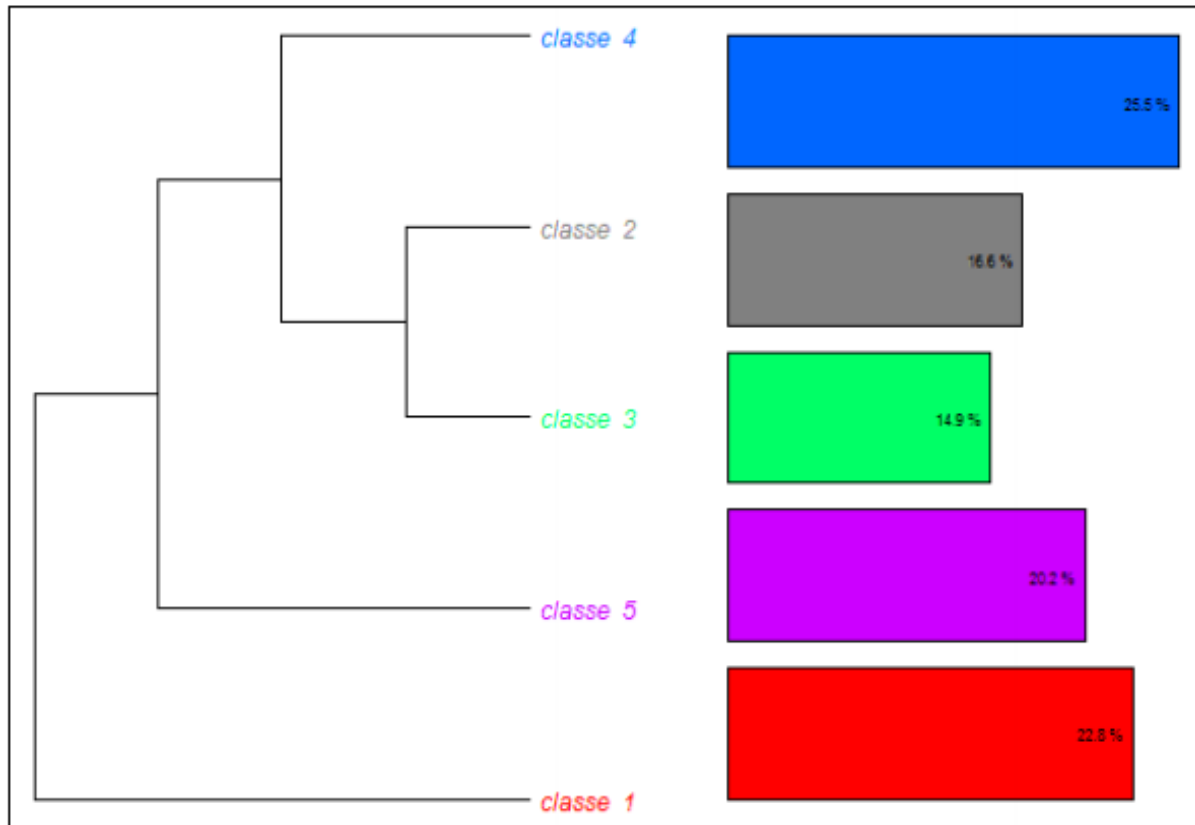 classe 4
25.5 %
classe 2
16.6 %
classe 3
14.9 %
classe 5
20.2 %
22.8 %
classe 1